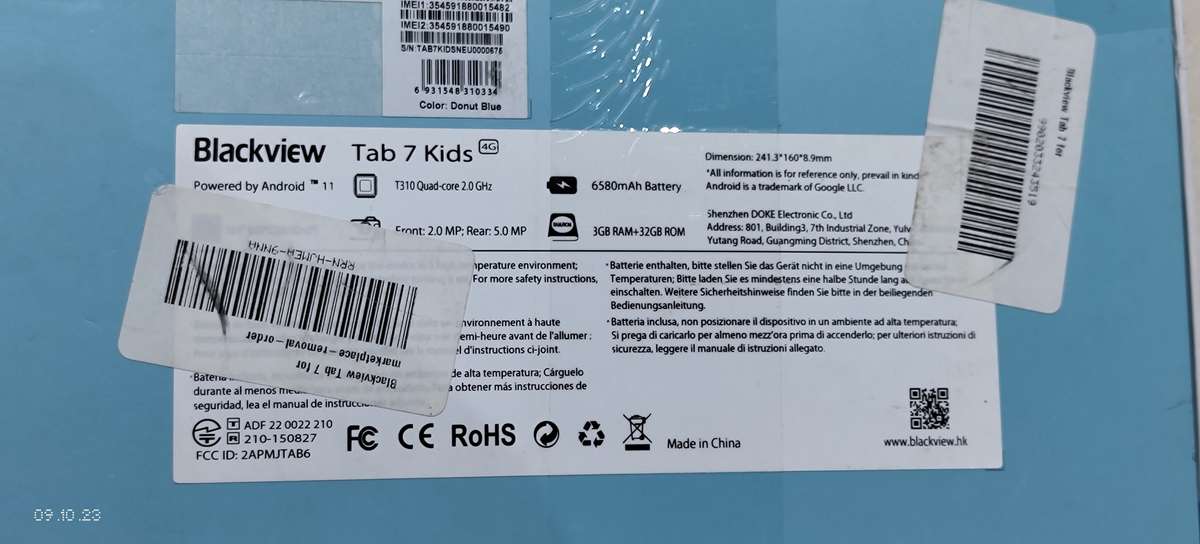 IMEI1:354591880015482
IMEI2:354591880015490
S/N:TAB7KIDSNEU0000676
6 931548 310334
Color: Donut Blue
Blackview Tab 7 Kids 4G
Powered by Android ™ 11
T310 Quad-core 2.0 GHz
6580mAh Battery
Front: 2.0 MP; Rear: 5.0 MP
3GB RAM+32GB ROM
Dimension: 241.3*160*8.9mm
*All information is for reference only, prevail in kind
Android is a trademark of Google LLC.
Shenzhen DOKE Electronic Co., Ltd
Address: 801, Building3, 7th Industrial Zone,
Yutang Road, Guangming District, Shenzhen,
Blackview Tab 7 for
RRN-HJMEW-9NHA
Blackview Tab 7 for
marketplace-removal-order
temperature environment;
For more safety instructions,
environnement à haute
demi-heure avant de l'allumer ;
d'instructions ci-joint.
de alta temperatura; Cárguelo
durante al menos
obtener más instrucciones de
seguridad, lea el manual de
·Batterie enthalten, bitte stellen Sie das Gerät nicht in eine Umgebung
Temperaturen; Bitte laden Sie es mindestens eine halbe Stunde lang
einschalten. Weitere Sicherheitshinweise finden Sie bitte in der beiliegenden
Bedienungsanleitung.
·Batteria inclusa, non posizionare il dispositivo in un ambiente ad alta temperatura;
Si prega di caricarlo per almeno mezz'ora prima di accenderlo; per ulteriori istruzioni di
sicurezza, leggere il manuale di istruzioni allegato.
T ADF 22 0022 210
R 210-150827
FCC ID: 2APMJTAB6
FC CE RoHS
Made in China
www.blackview.hk
09.10.23